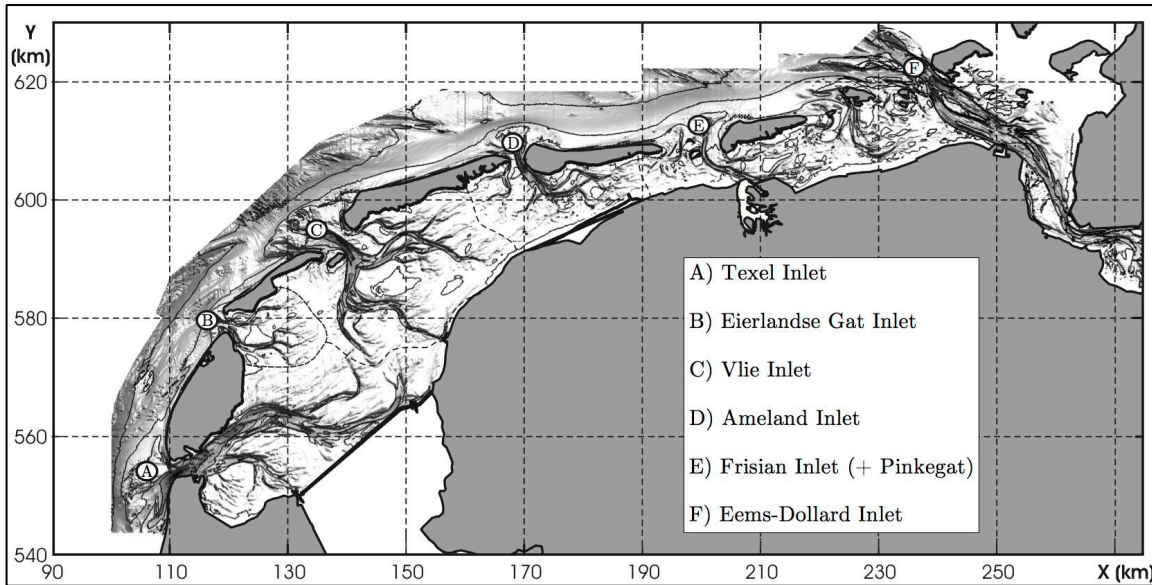 Y
(km)
620
600
580
560
540
90
110
130
150
170
190
210
230
250
X (km)
F
E
D
C
B
A
A) Texel Inlet
B) Eierlandse Gat Inlet
C) Vlie Inlet
D) Ameland Inlet
E) Frisian Inlet (+ Pinkegat)
F) Eems-Dollard Inlet